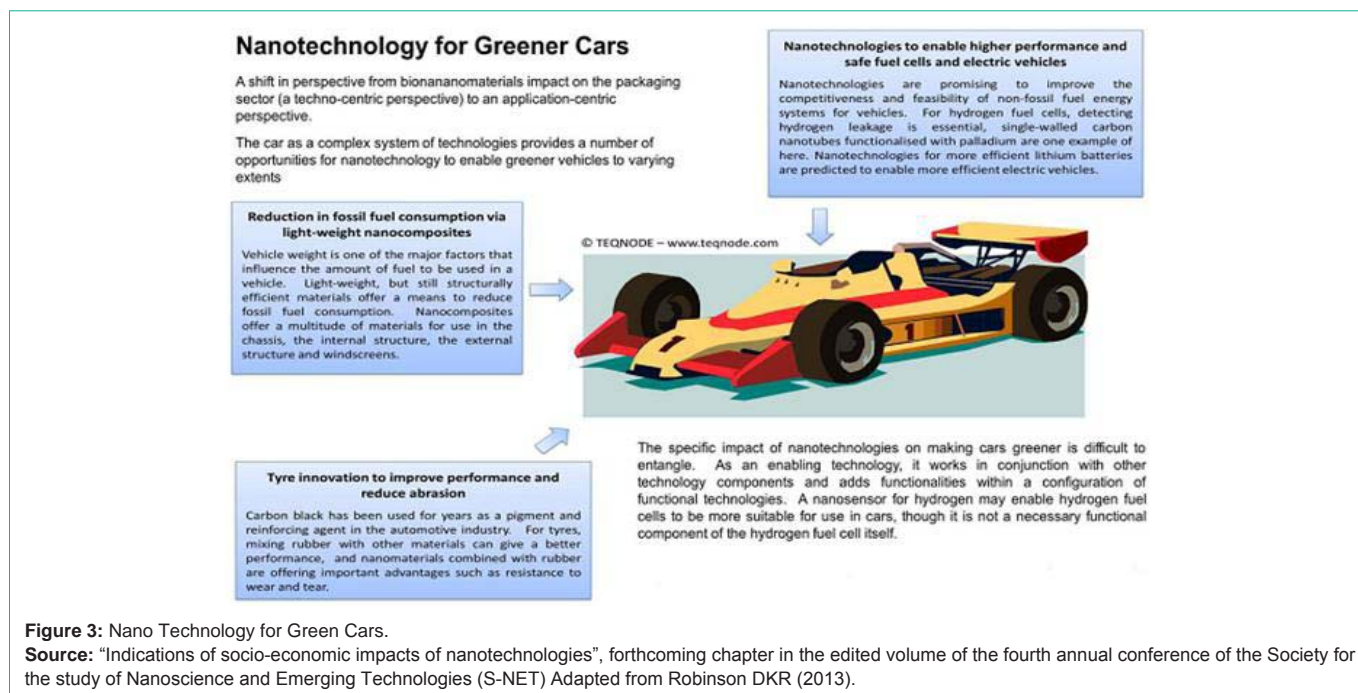 Nanotechnology for Greener Cars
A shift in perspective from bionananomaterials impact on the packaging
sector (a techno-centric perspective) to an application-centric
perspective.
The car as a complex system of technologies provides a number of
opportunities for nanotechnology to enable greener vehicles to varying
extents
Nanotechnologies to enable higher performance and
safe fuel cells and electric vehicles
Nanotechnologies are promising to improve the
competitiveness and feasibility of non-fossil fuel energy
systems for vehicles. For hydrogen fuel cells, detecting
hydrogen leakage is essential, single-walled carbon
nanotubes functionalised with palladium are one example of
here. Nanotechnologies for more efficient lithium batteries
are predicted to enable more efficient electric vehicles.
Reduction in fossil fuel consumption via
light-weight nanocomposites
Vehicle weight is one of the major factors that
influence the amount of fuel to be used in a
vehicle. Light-weight, but still structurally
efficient materials offer a means to reduce
fossil fuel consumption. Nanocomposites
offer a multitude of materials for use in the
chassis, the internal structure, the external
structure and windscreens.
© TEQNODE – www.teqnode.com
1
1
Tyre innovation to improve performance and
reduce abrasion
Carbon black has been used for years as a pigment and
reinforcing agent in the automotive industry. For tyres,
mixing rubber with other materials can give a better
performance, and nanomaterials combined with rubber
are offering important advantages such as resistance to
wear and tear.
The specific impact of nanotechnologies on making cars greener is difficult to
entangle. As an enabling technology, it works in conjunction with other
technology components and adds functionalities within a configuration of
functional technologies. A nanosensor for hydrogen may enable hydrogen fuel
cells to be more suitable for use in cars, though it is not a necessary functional
component of the hydrogen fuel cell itself.
Figure 3: Nano Technology for Green Cars.
Source: “Indications of socio-economic impacts of nanotechnologies”, forthcoming chapter in the edited volume of the fourth annual conference of the Society for
the study of Nanoscience and Emerging Technologies (S-NET) Adapted from Robinson DKR (2013).